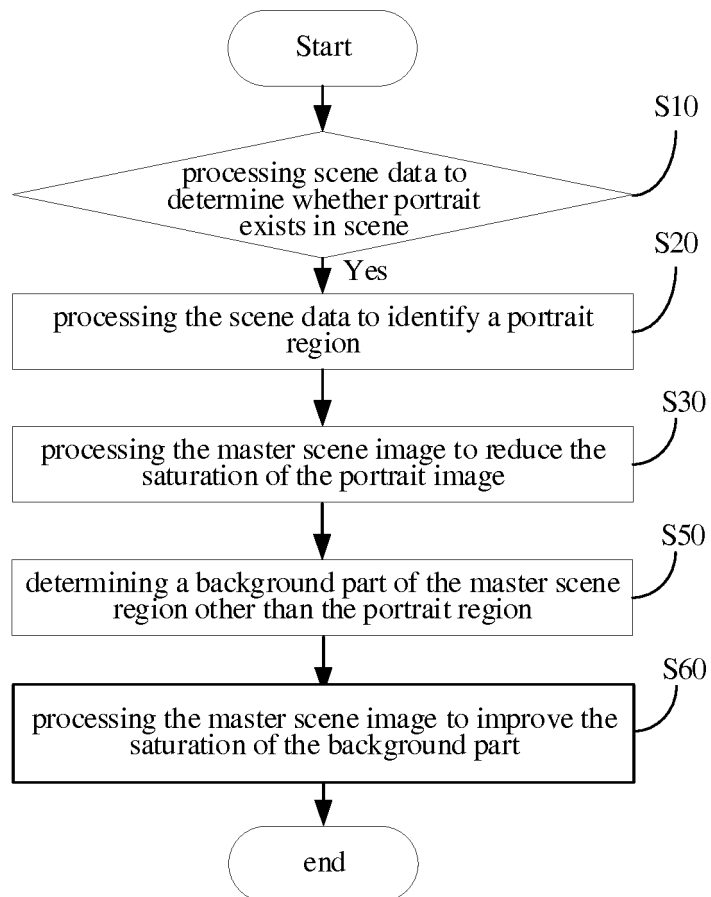 Start
S10
processing scene data to
determine whether portrait
exists in scene
Yes
S20
processing the scene data to identify a portrait
region
S30
processing the master scene image to reduce the
saturation of the portrait image
S50
determining a background part of the master scene
region other than the portrait region
S60
processing the master scene image to improve the
saturation of the background part
end